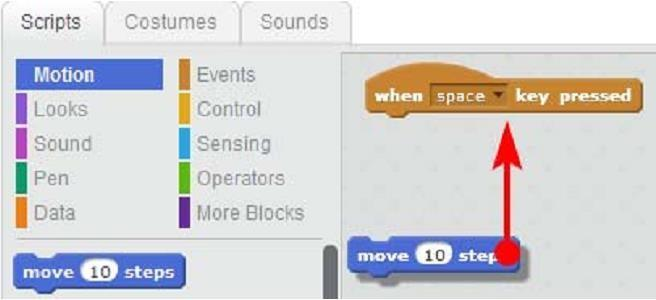 Scripts Costumes Sounds
Motion Events
Looks Control
Sound Sensing
Pen Operators
Data More Blocks
when space key pressed
move 10 steps
move 10 step